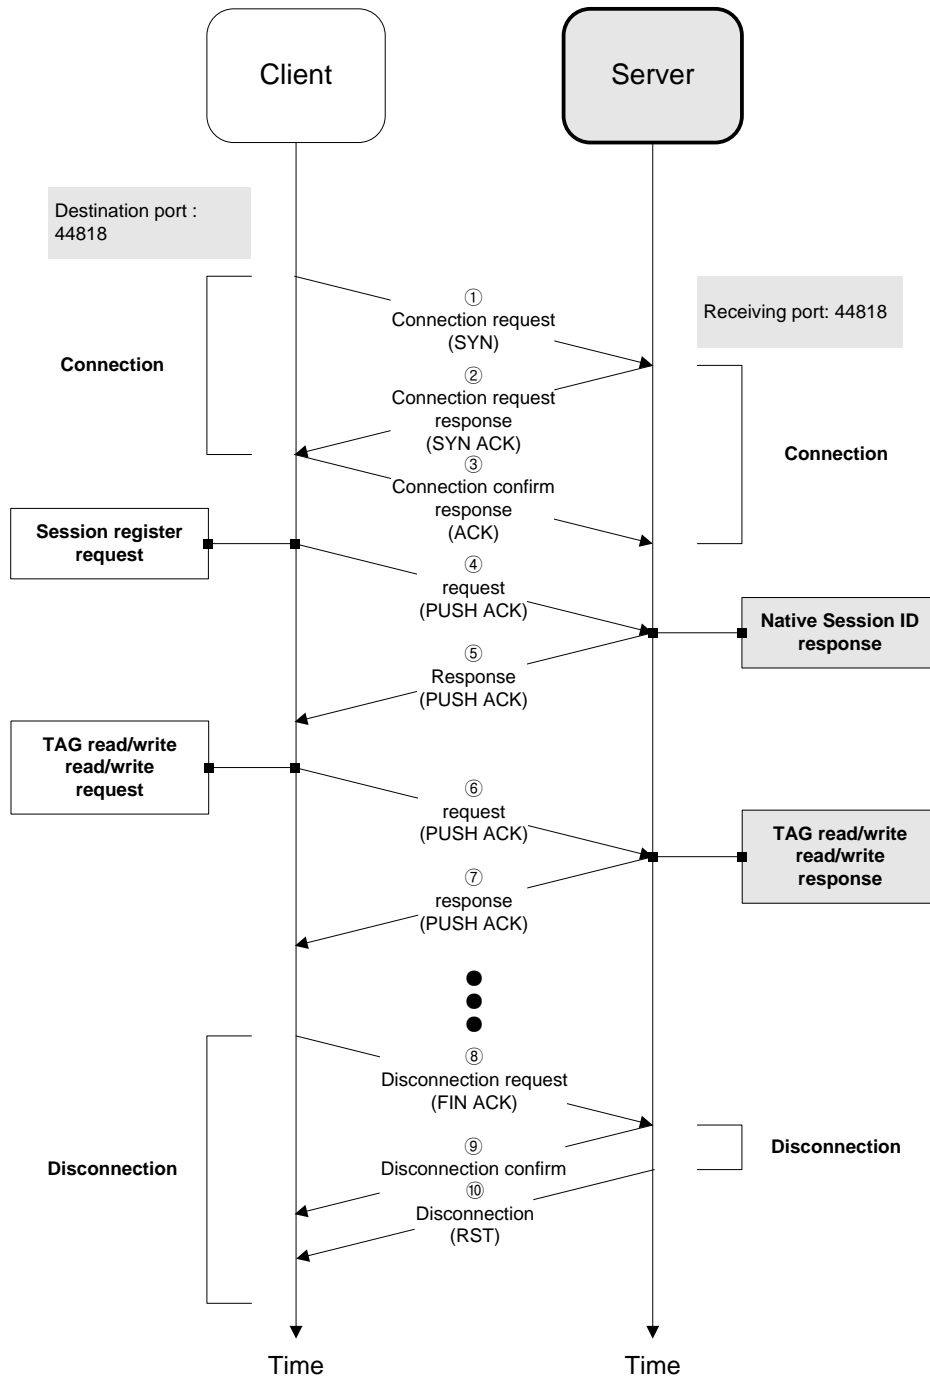 Client
Server
Destination port :
44818
①
Connection request
(SYN)
Receiving port: 44818
Connection
②
Connection request
response
(SYN ACK)
Connection
③
Connection confirm
response
(ACK)
Session register
request
④
request
(PUSH ACK)
Native Session ID
response
⑤
Response
(PUSH ACK)
TAG read/write
read/write
request
⑥
request
(PUSH ACK)
TAG read/write
read/write
response
⑦
response
(PUSH ACK)
⑧
Disconnection request
(FIN ACK)
Disconnection
⑨
Disconnection confirm
Disconnection
⑩
Disconnection
(RST)
Time
Time